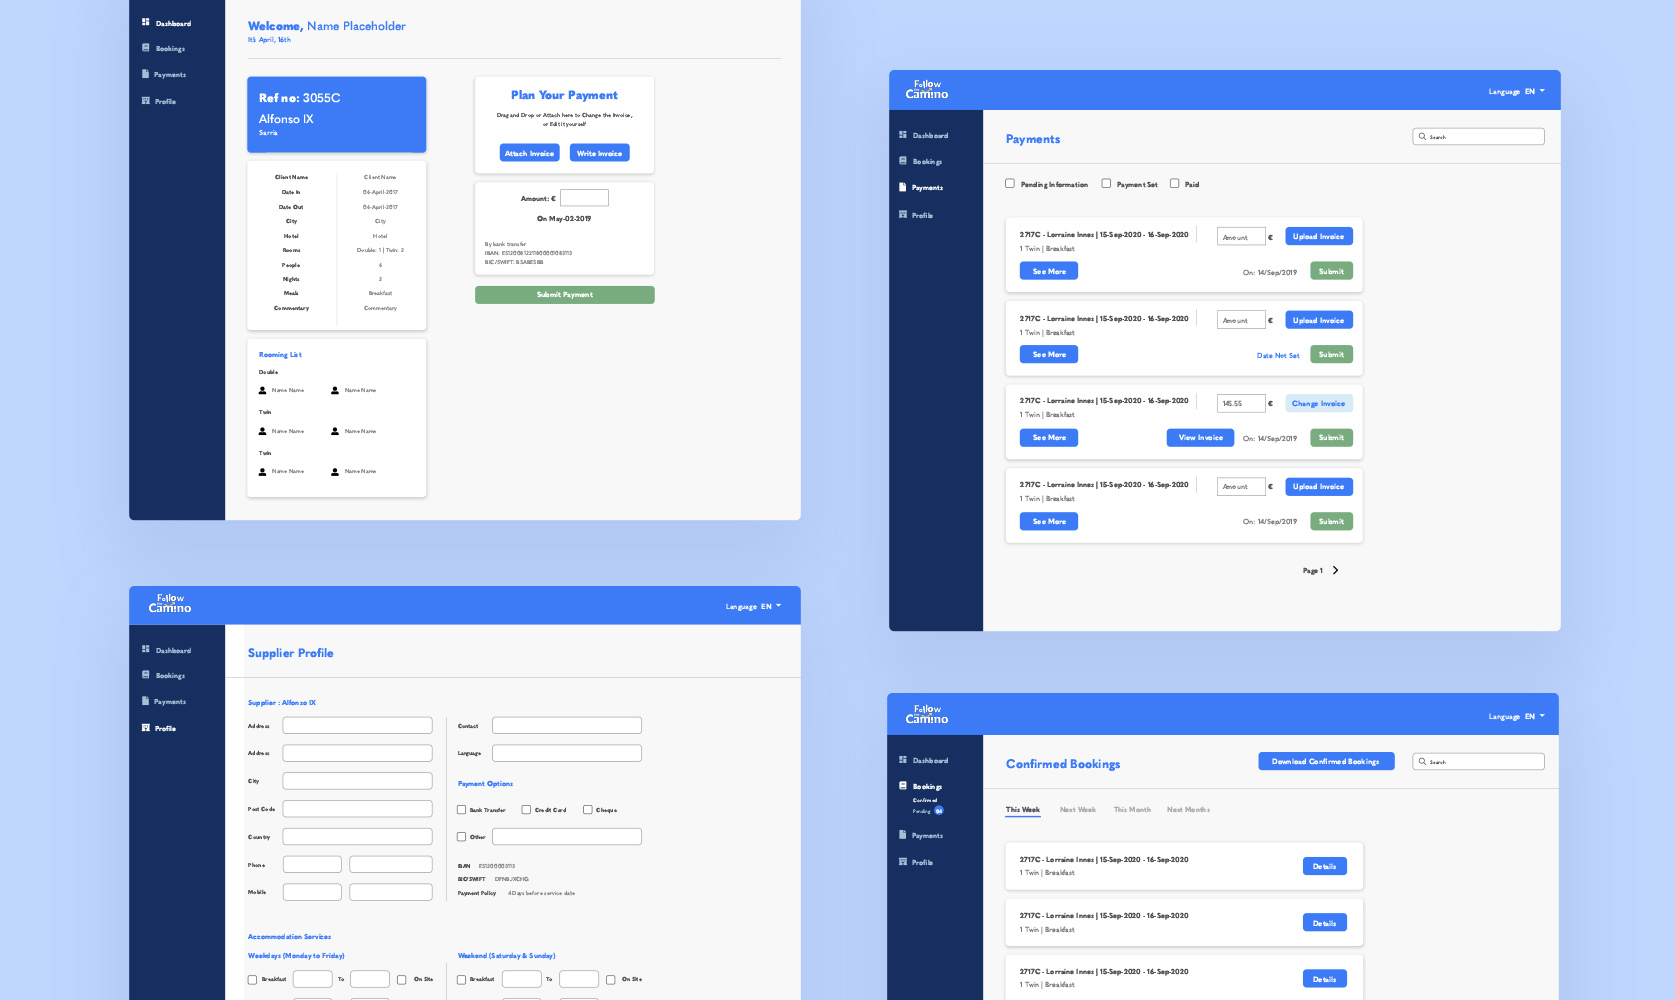 Dashboard
Bookings
Payments
Profile
Welcome, Name Placeholder
It's April, 16th
Ref no: 3055C
Alfonso IX
Sarria
Client Name Client Name
Date In 06-April-2017
Date Out 06-April-2017
City City
Hotel Hotel
Rooms Double: 1 | Twin: 2
People 6
Nights 2
Meals Breakfast
Commentary Commentary
Rooming List
Double
Name Name Name Name
Twin
Name Name Name Name
Twin
Name Name Name Name
Plan Your Payment
Drag and Drop or Attach here to Change the Invoice,
or Edit it yourself
Attach Invoice Write Invoice
Amount: €
On May-02-2019
By bank transfer
IBAN:
BIC/SWIFT: BSABESBB
Submit Payment
Follow
Camino
Language EN
Dashboard
Bookings
Payments
Profile
Payments
Search
Pending Information Payment Set Paid
2717C - Lorraine Innes | 15-Sep-2020 - 16-Sep-2020
1 Twin | Breakfast
Amount € Upload Invoice
See More On: 14/Sep/2019 Submit
2717C - Lorraine Innes | 15-Sep-2020 - 16-Sep-2020
1 Twin | Breakfast
Amount € Upload Invoice
See More Date Not Set Submit
2717C - Lorraine Innes | 15-Sep-2020 - 16-Sep-2020
1 Twin | Breakfast
145.55 € Change Invoice
See More View Invoice On: 14/Sep/2019 Submit
2717C - Lorraine Innes | 15-Sep-2020 - 16-Sep-2020
1 Twin | Breakfast
Amount € Upload Invoice
See More On: 14/Sep/2019 Submit
Page 1
Follow
Camino
Language EN
Dashboard
Bookings
Payments
Profile
Supplier Profile
Supplier : Alfonso IX
Address
Address
City
Post Code
Country
Phone
Mobile
Contact
Language
Payment Options
Bank Transfer Credit Card Cheque
Other
IBAN
BIC/SWIFT
Payment Policy 4 Days before service date
Accommodation Services
Weekdays (Monday to Friday)
Breakfast To On Site
Weekend (Saturday & Sunday)
Breakfast To On Site
Follow
Camino
Language EN
Dashboard
Bookings
Confirmed
Pending
Payments
Profile
Confirmed Bookings
Download Confirmed Bookings
Search
This Week Next Week This Month Next Months
2717C - Lorraine Innes | 15-Sep-2020 - 16-Sep-2020
1 Twin | Breakfast
Details
2717C - Lorraine Innes | 15-Sep-2020 - 16-Sep-2020
1 Twin | Breakfast
Details
2717C - Lorraine Innes | 15-Sep-2020 - 16-Sep-2020
1 Twin | Breakfast
Details